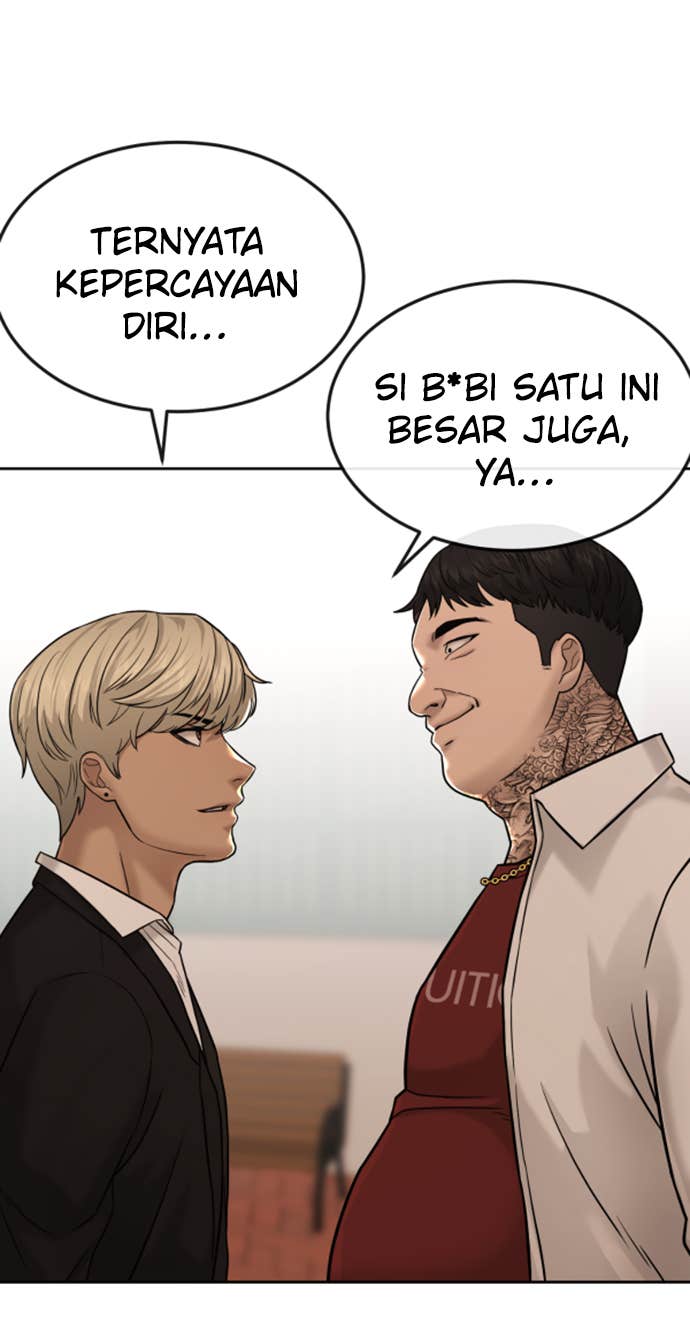 TERNYATA
KEPERCAYAAN
DIRI...
SI B*BI SATU INI
BESAR JUGA,
YA...
UITI